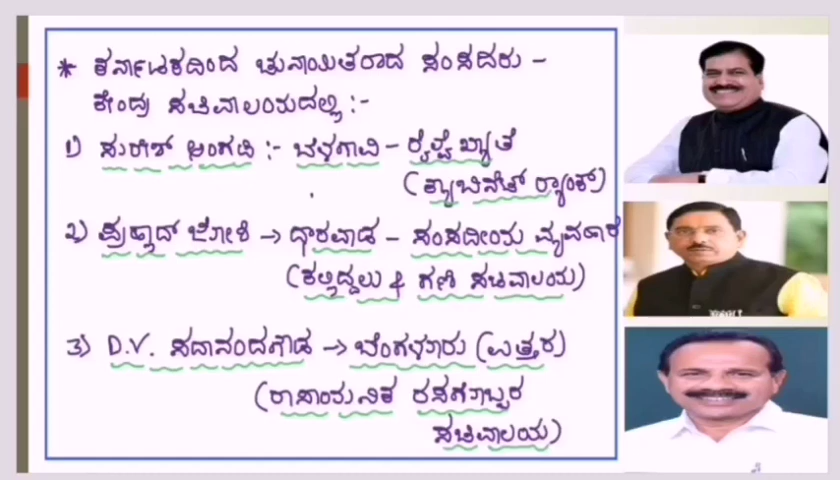 * ಕರ್ನಾಟಕದಿಂದ ಚುನಾಯಿತರಾದ ಸಂಸದರು -
ಕೇಂದ್ರ ಸಚಿವಾಲಯದಲ್ಲಿ :-
1) ಸುರೇಶ್ ಅಂಗಡಿ :- ಬೆಳಗಾವಿ - ರೈಲ್ವೆ ಖ್ಯಾತೆ
(ಕ್ಯಾಬಿನೆಟ್ ರ‍್ಯಾಂಕ್)
2) ಪ್ರಹ್ಲಾದ್ ಜೋಶಿ → ಧಾರವಾಡ - ಸಂಸದೀಯ ವ್ಯವಹಾರ
(ಕಲ್ಲಿದ್ದಲು & ಗಣಿ ಸಚಿವಾಲಯ)
3) D.V. ಸದಾನಂದಗೌಡ → ಬೆಂಗಳೂರು (ಉತ್ತರ)
(ರಾಸಾಯನಿಕ ರಸಗೊಬ್ಬರ
ಸಚಿವಾಲಯ)